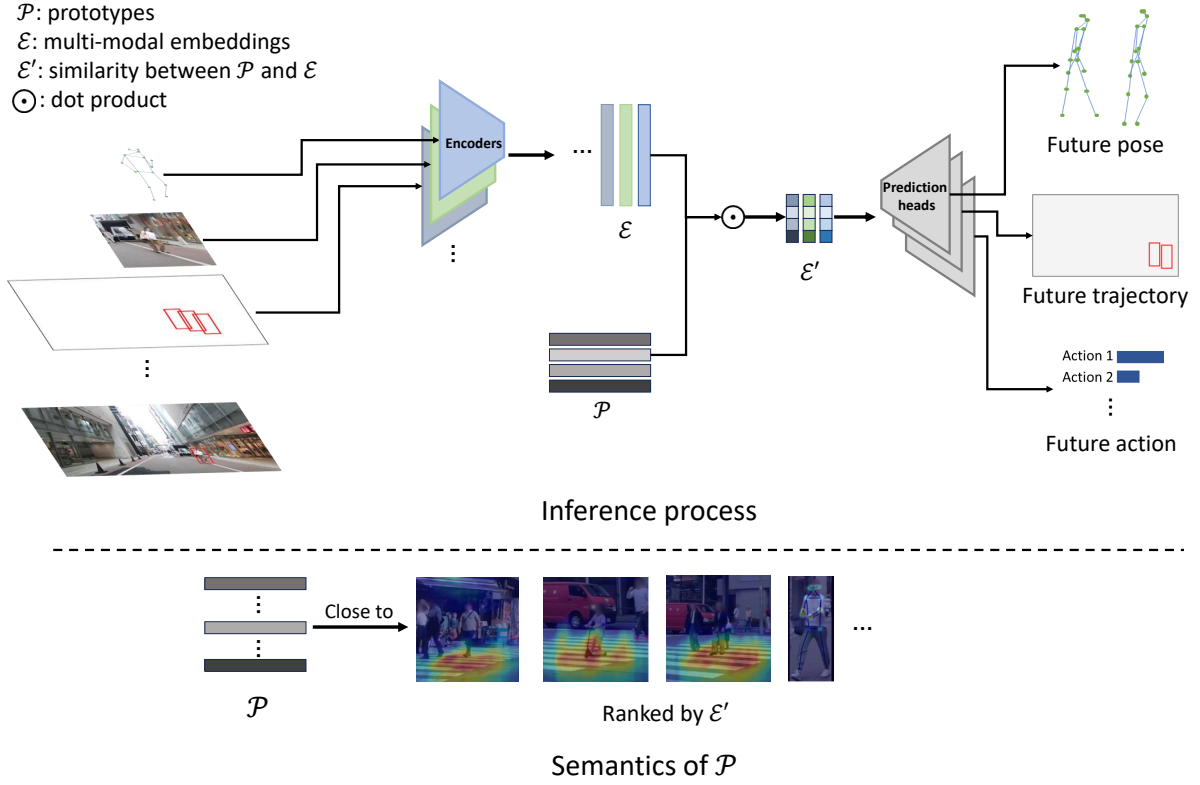 𝒫: prototypes
ℰ: multi-modal embeddings
ℰ′: similarity between 𝒫 and ℰ
⊙: dot product
Encoders
...
ℰ
⋮
𝒫
ℰ′
Prediction
heads
Future pose
Future trajectory
Action 1
Action 2
⋮
Future action
⋮
Inference process
⋮
⋮
𝒫
Close to
...
Ranked by ℰ′
Semantics of 𝒫